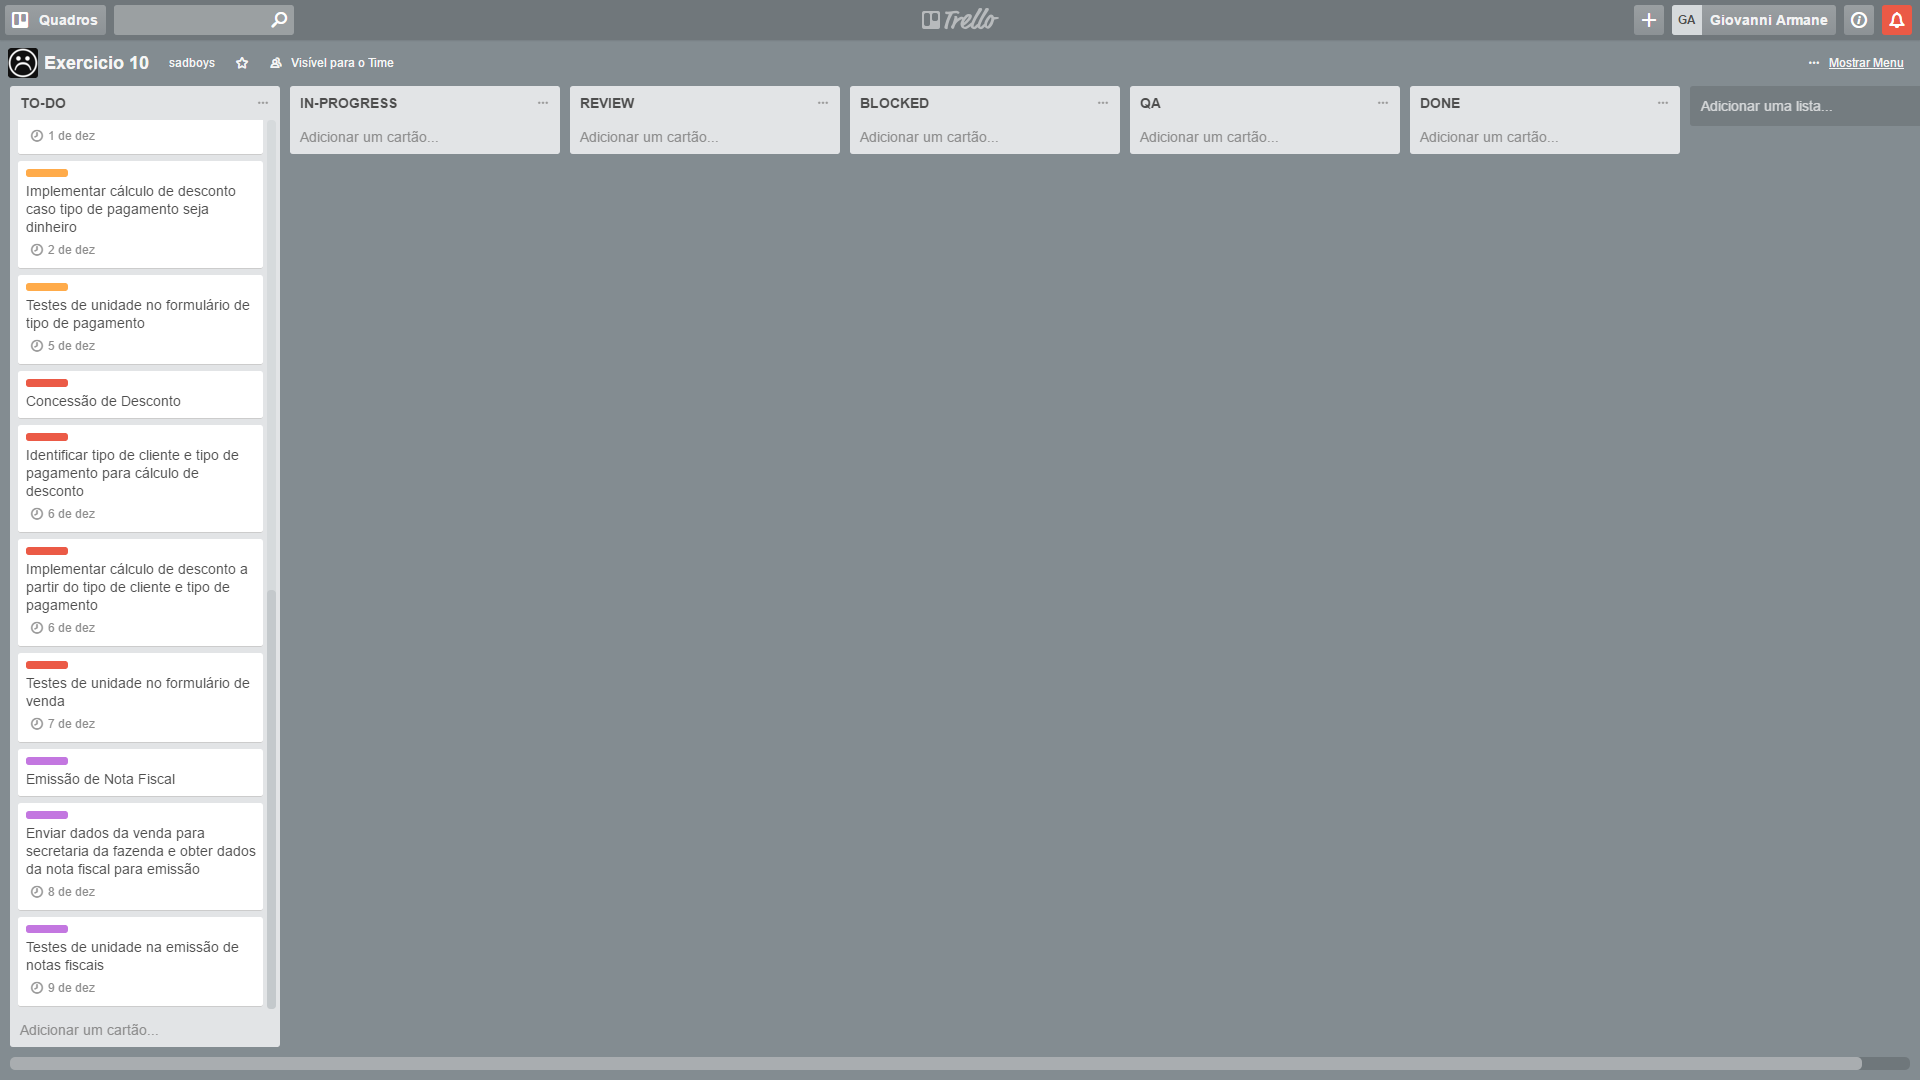 Quadros
Trello
GA
Giovanni Armane
Exercicio 10
sadboys
Visível para o Time
Mostrar Menu
TO-DO
1 de dez
Implementar cálculo de desconto
caso tipo de pagamento seja
dinheiro
2 de dez
Testes de unidade no formulário de
tipo de pagamento
5 de dez
Concessão de Desconto
Identificar tipo de cliente e tipo de
pagamento para cálculo de
desconto
6 de dez
Implementar cálculo de desconto a
partir do tipo de cliente e tipo de
pagamento
6 de dez
Testes de unidade no formulário de
venda
7 de dez
Emissão de Nota Fiscal
Enviar dados da venda para
secretaria da fazenda e obter dados
da nota fiscal para emissão
8 de dez
Testes de unidade na emissão de
notas fiscais
9 de dez
Adicionar um cartão...
IN-PROGRESS
Adicionar um cartão...
REVIEW
Adicionar um cartão...
BLOCKED
Adicionar um cartão...
QA
Adicionar um cartão...
DONE
Adicionar um cartão...
Adicionar uma lista...